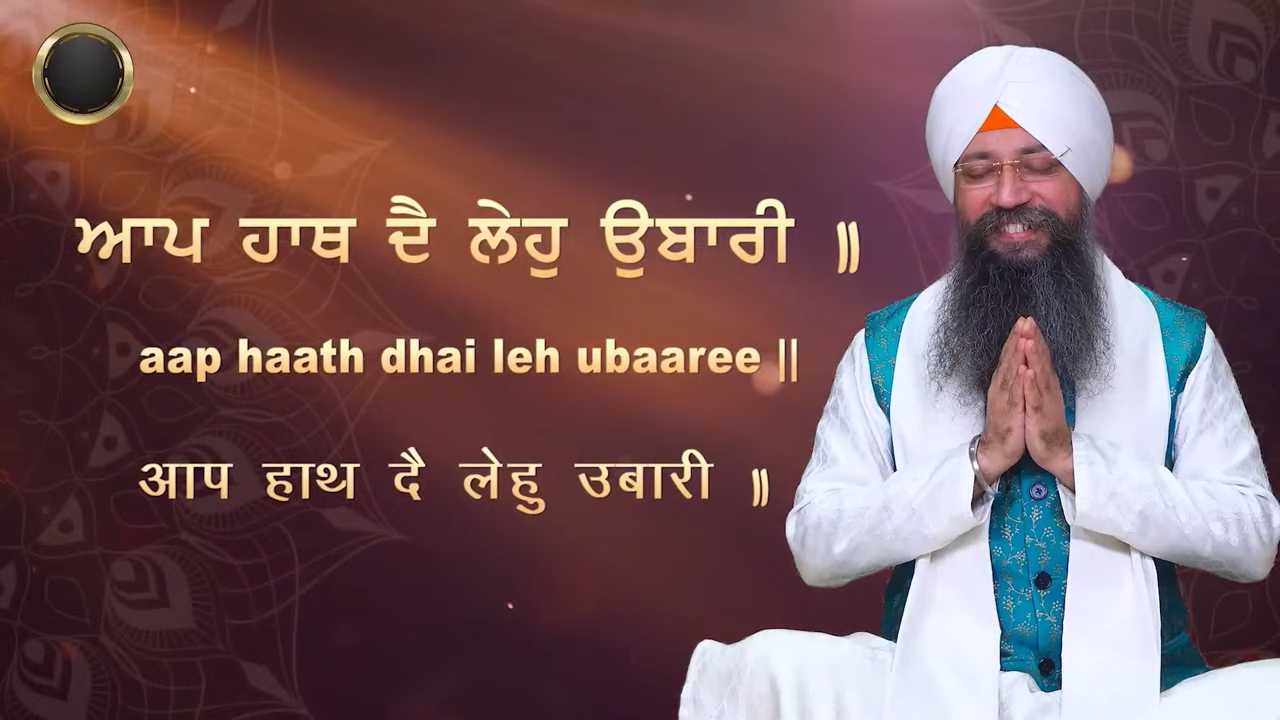 ਆਪ ਹਾਥ ਦੈ ਲੇਹੁ ਉਬਾਰੀ ॥
aap haath dhai leh ubaaree ||
आप हाथ दै लेहु उबारी ॥